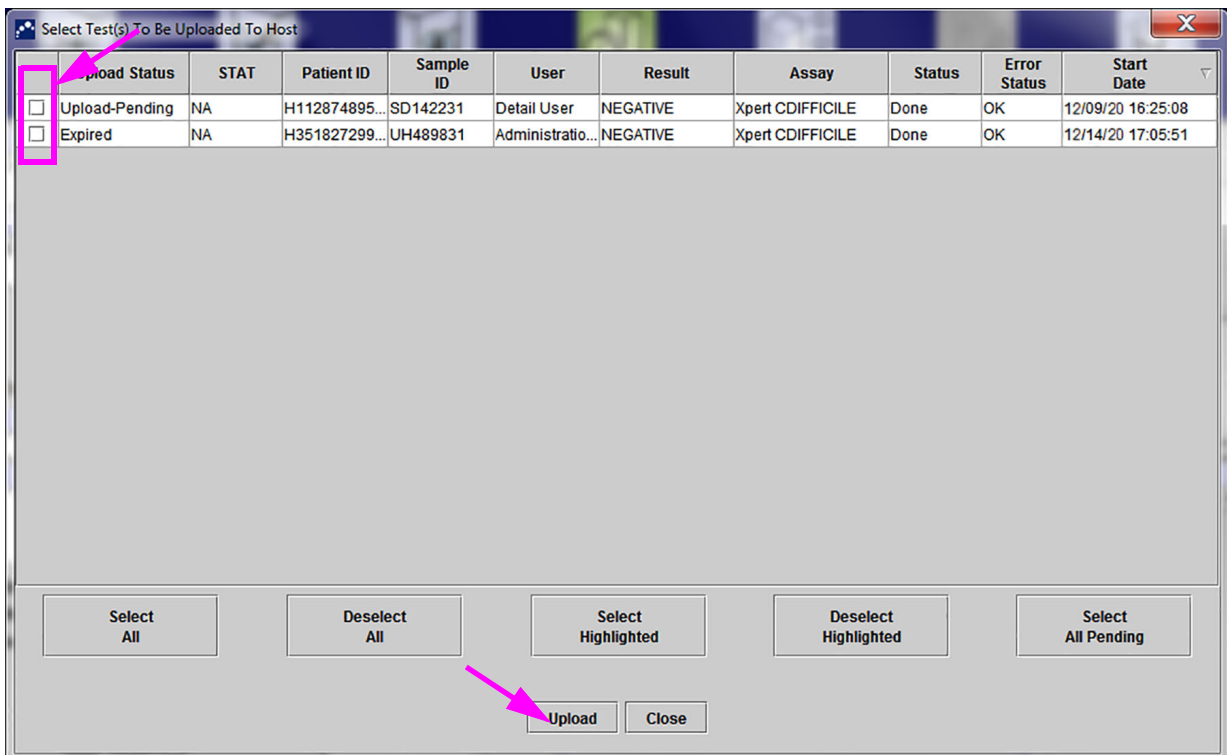 Select Test(s) To Be Uploaded To Host
Upload Status STAT Patient ID Sample ID User Result Assay Status Error Status Start Date
Upload-Pending NA H112874895... SD142231 Detail User NEGATIVE Xpert CDIFFICILE Done OK 12/09/20 16:25:08
Expired NA H351827299... UH489831 Administratio... NEGATIVE Xpert CDIFFICILE Done OK 12/14/20 17:05:51
Select Deselect Select Deselect Select
All All Highlighted Highlighted All Pending
Upload Close